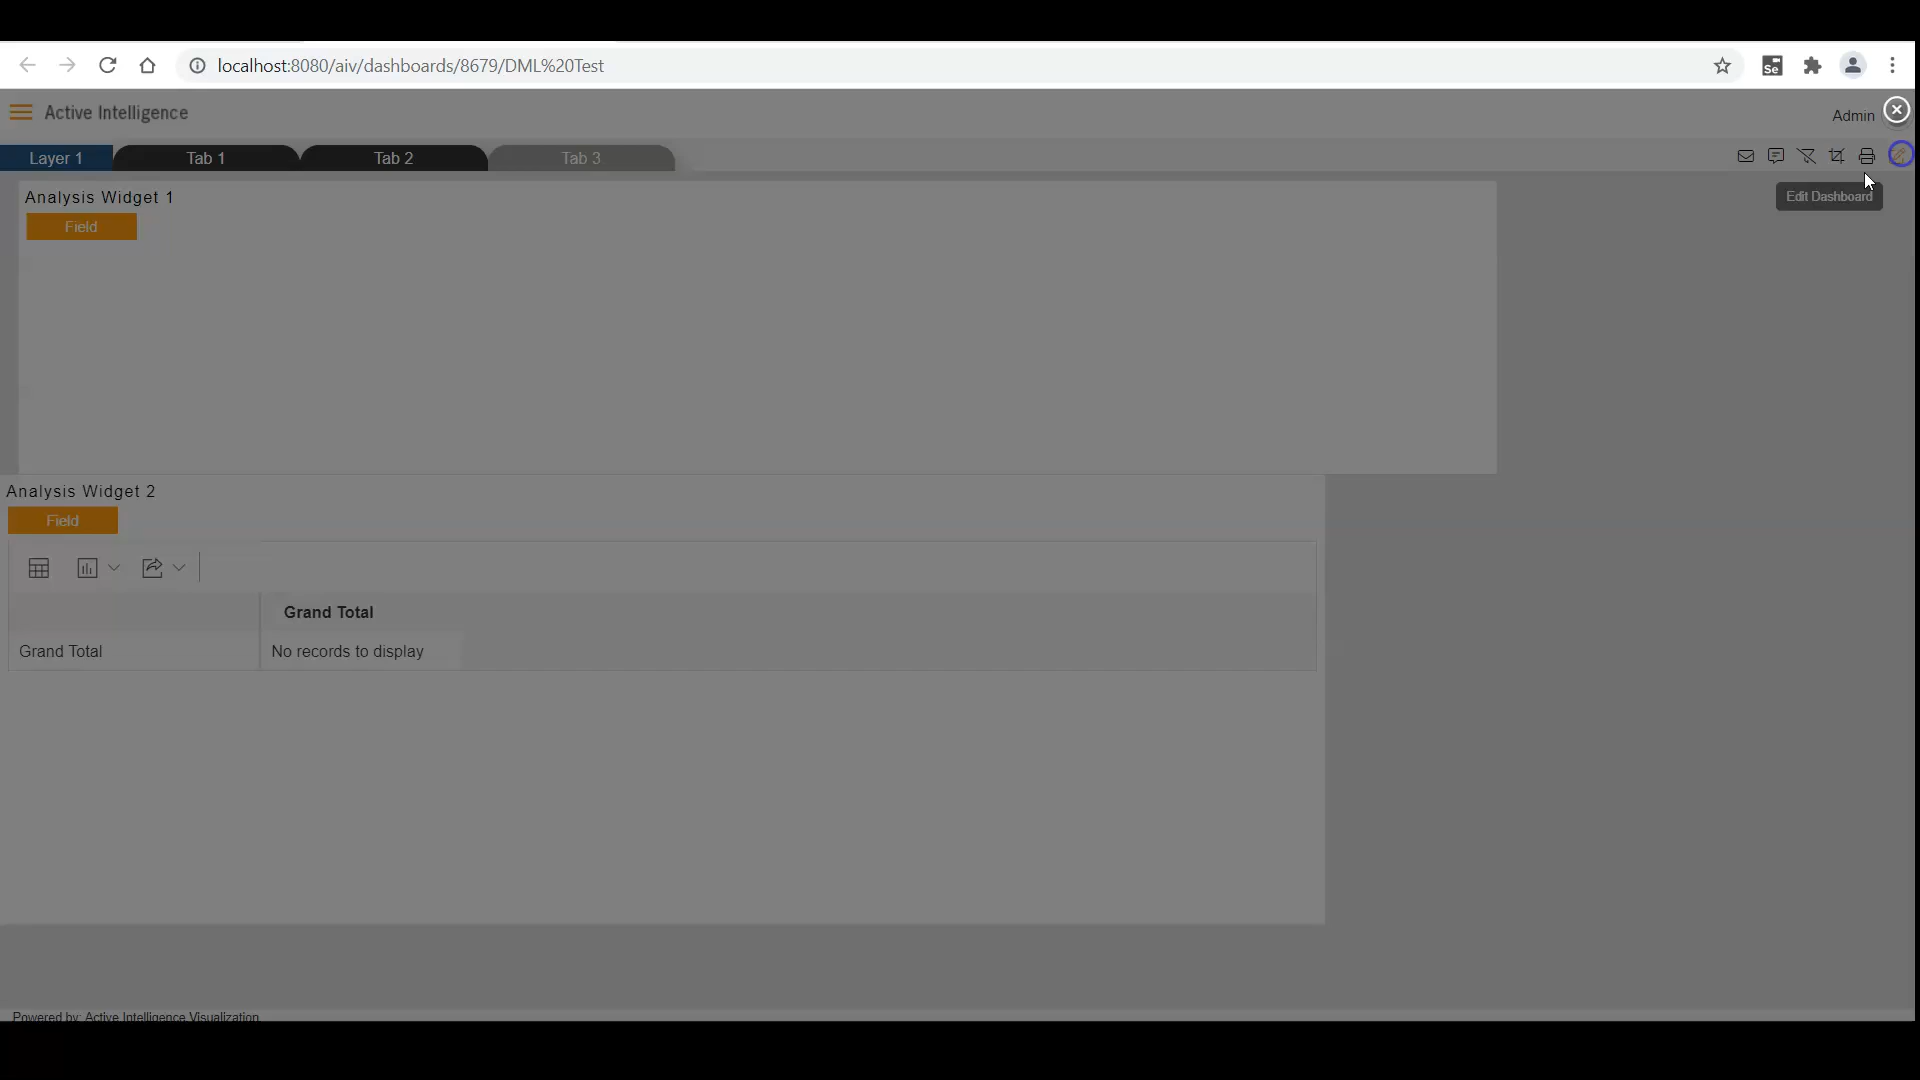 localhost:8080/aiv/dashboards/8679/DML%20Test
Se
Active Intelligence
Admin
Layer 1
Tab 1
Tab 2
Tab 3
Edit Dashboard
Analysis Widget 1
Field
Analysis Widget 2
Field
Grand Total
Grand Total
No records to display
Powered by: Active Intelligence Visualization